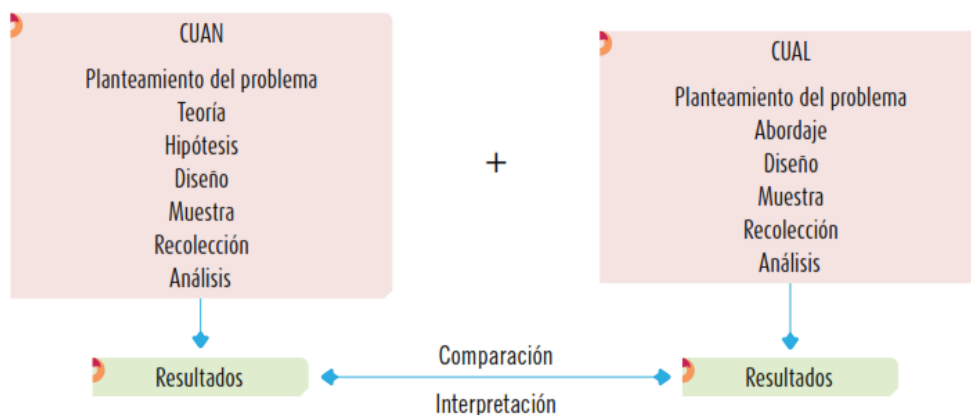 CUAN
Planteamiento del problema
Teoría
Hipótesis
Diseño
Muestra
Recolección
Análisis
+
CUAL
Planteamiento del problema
Abordaje
Diseño
Muestra
Recolección
Análisis
Resultados
Comparación
Interpretación
Resultados